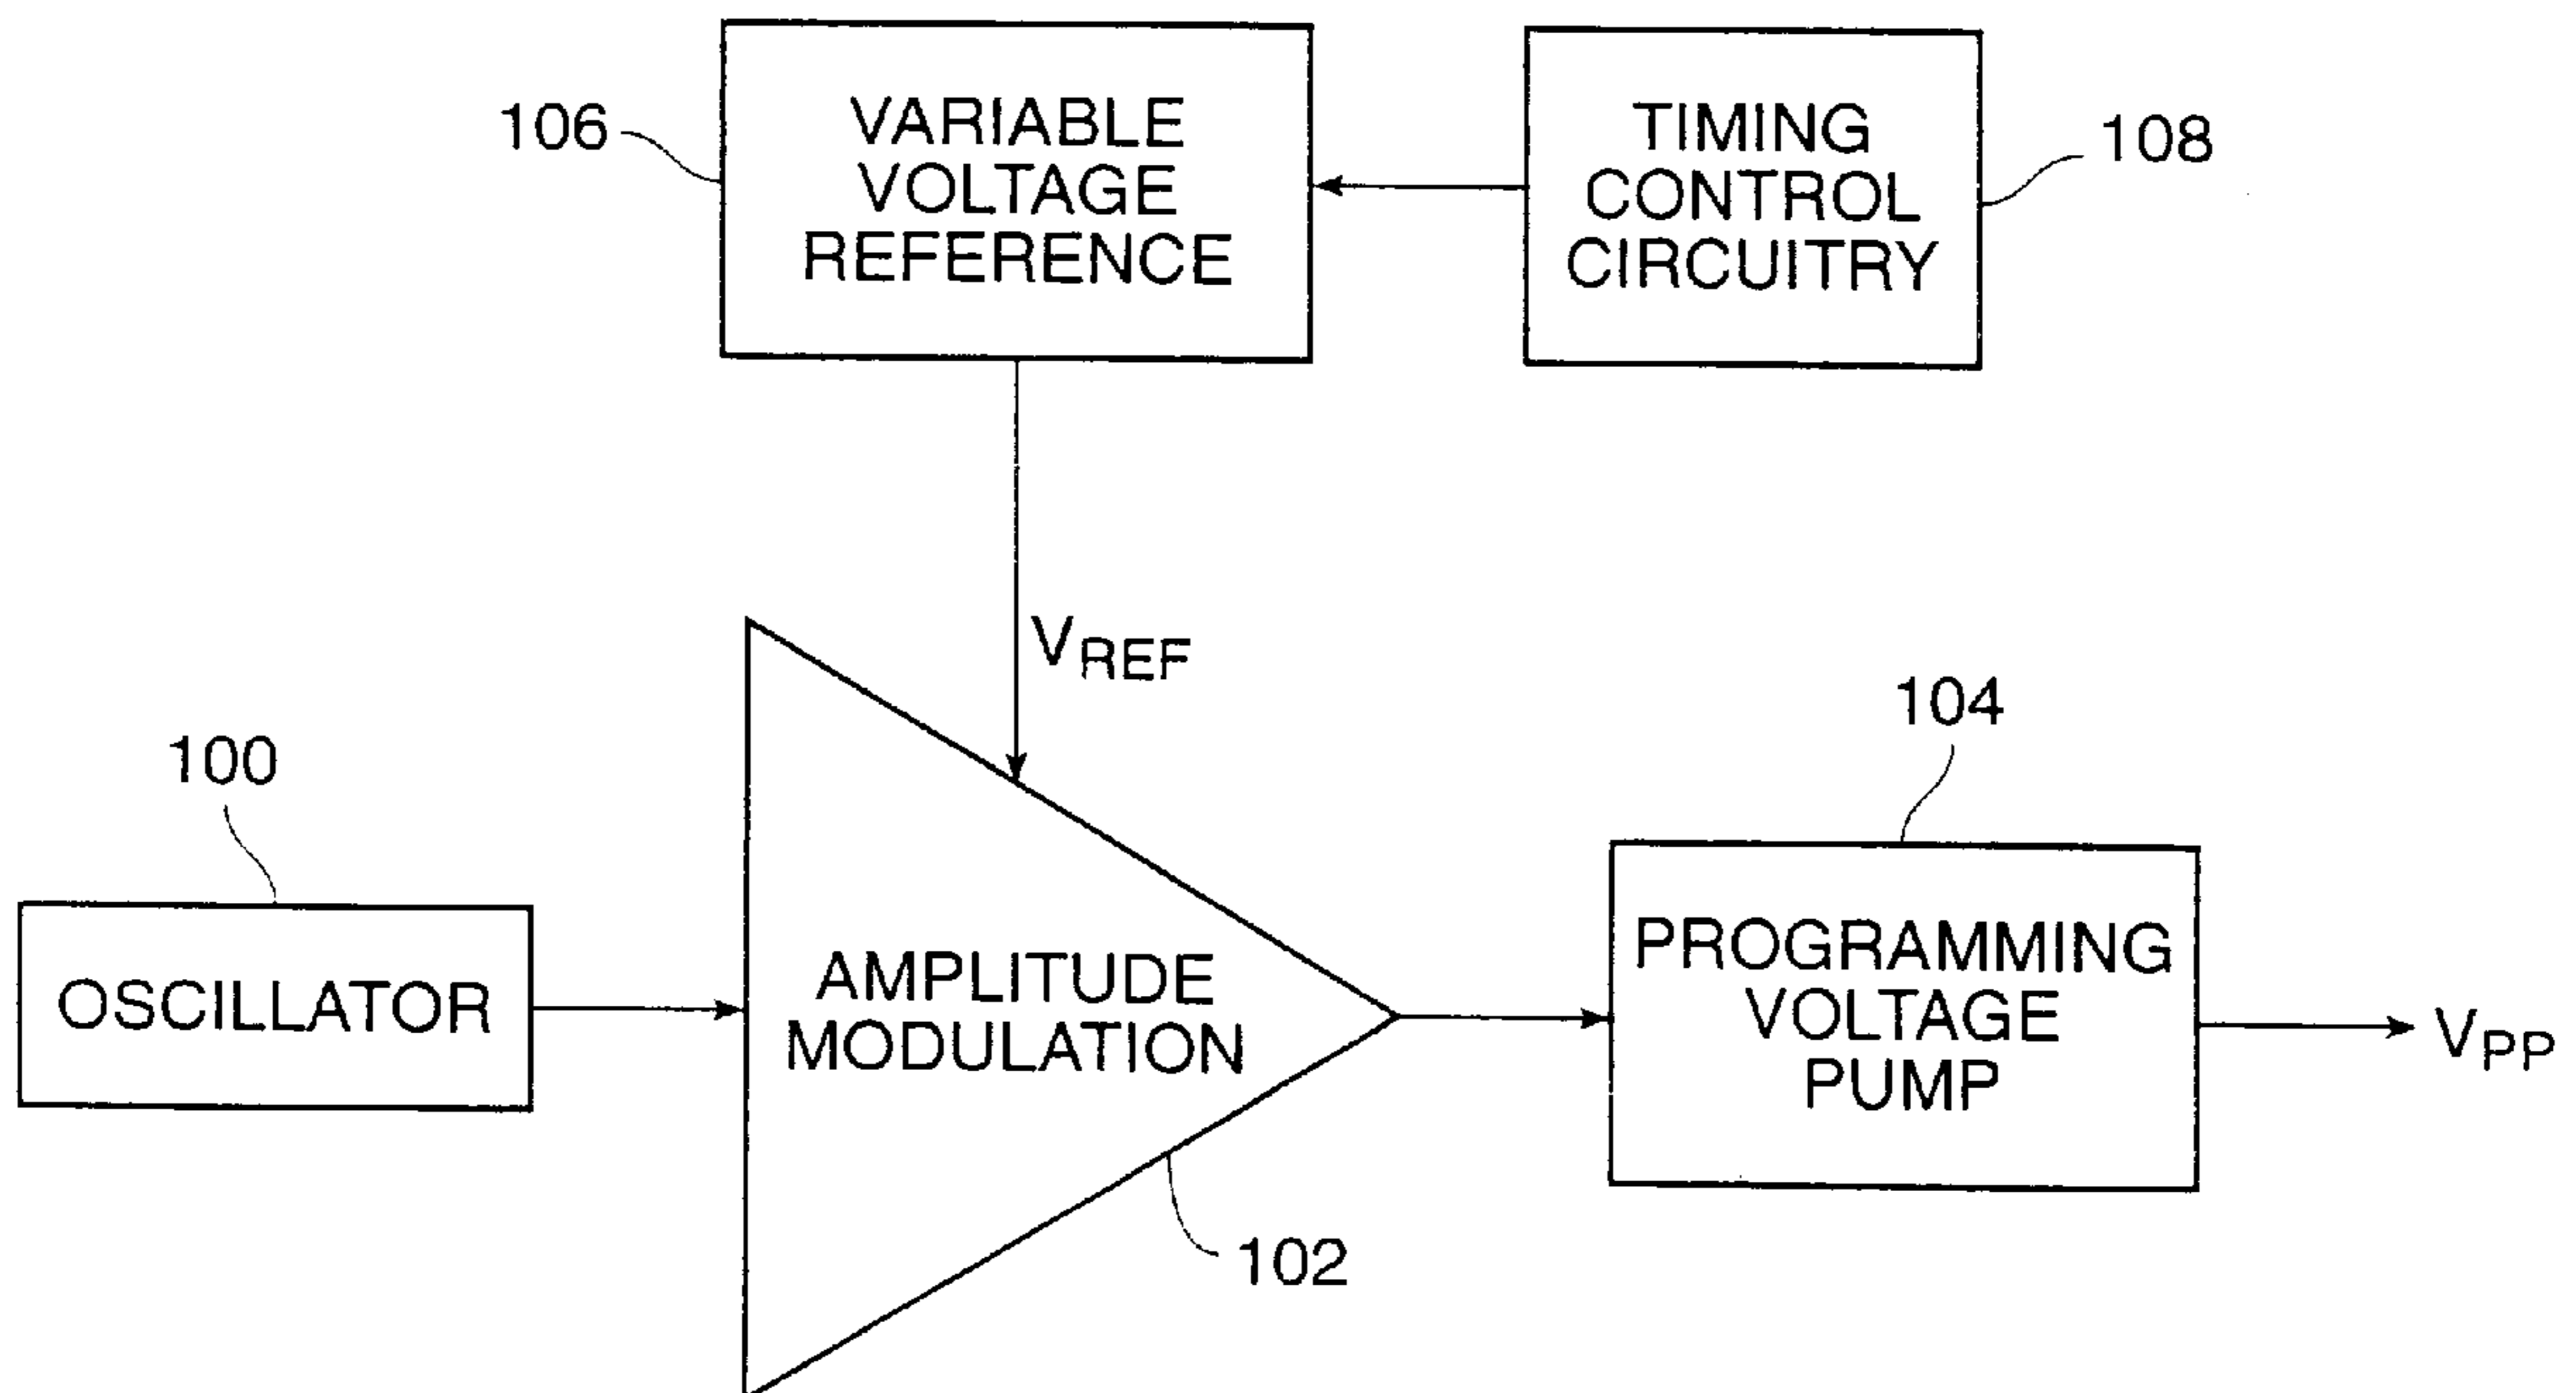 106
VARIABLE
VOLTAGE
REFERENCE
TIMING
CONTROL
CIRCUITRY
108
VREF
100
OSCILLATOR
AMPLITUDE
MODULATION
102
104
PROGRAMMING
VOLTAGE
PUMP
VPP